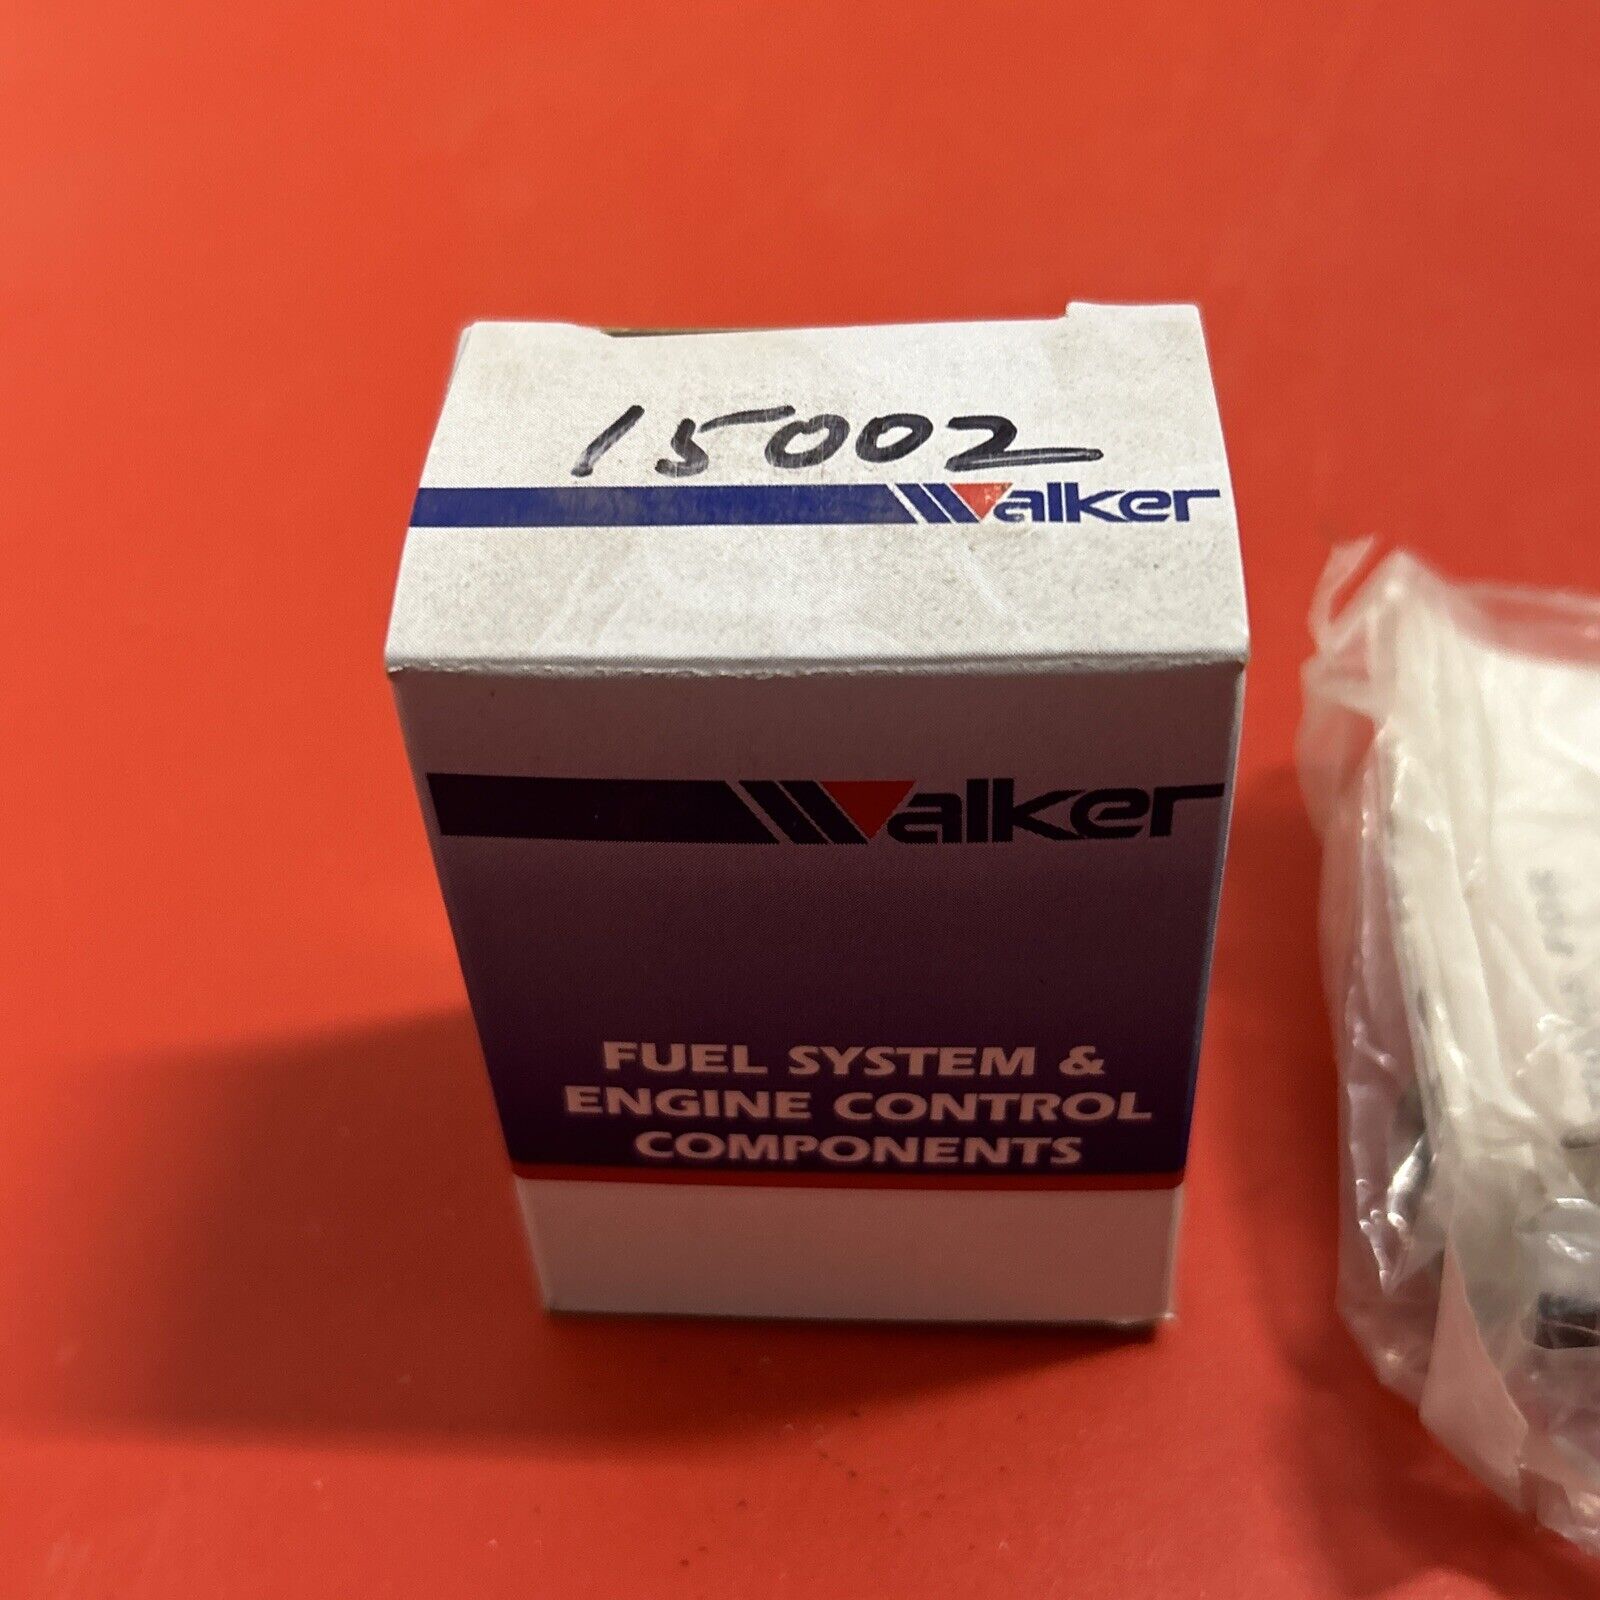 15002
Walker
Walker
FUEL SYSTEM &
ENGINE CONTROL
COMPONENTS